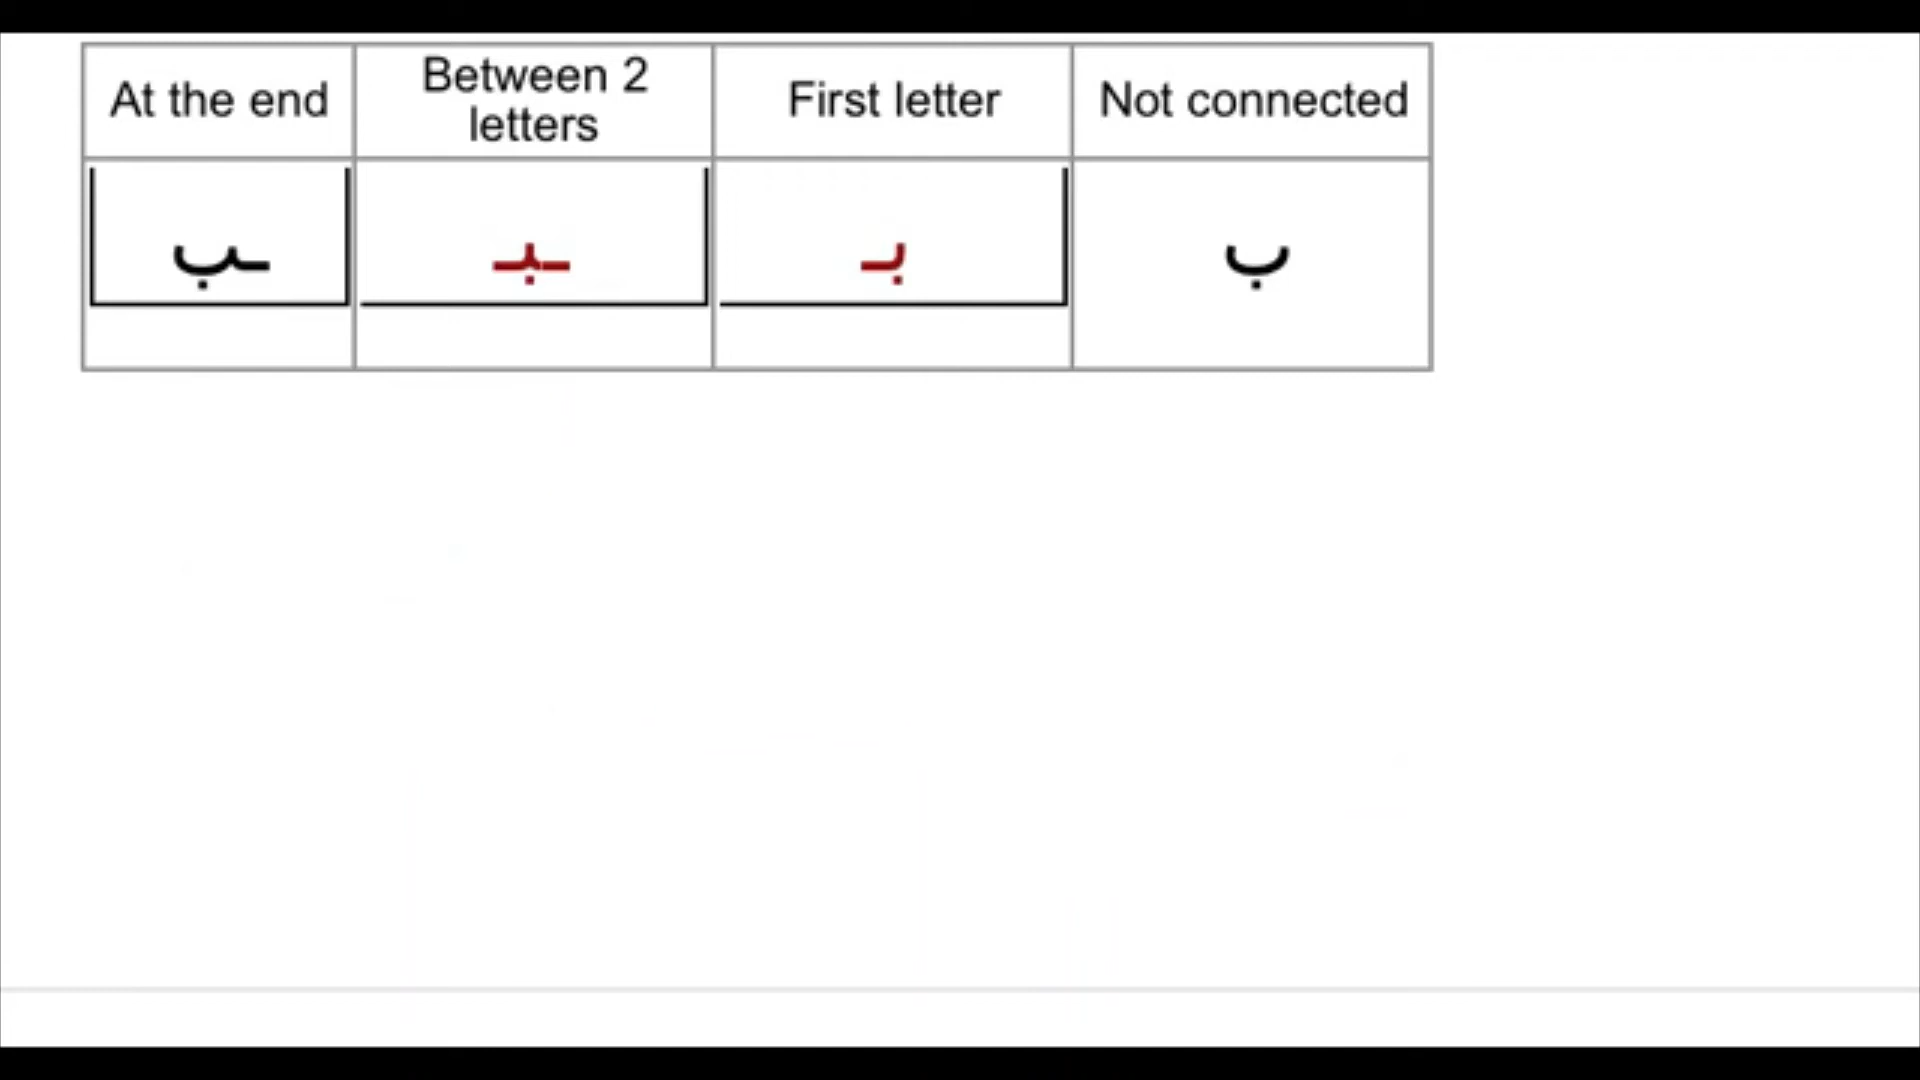 At the end
Between 2
letters
First letter
Not connected
ـب
ـبـ
بـ
ب